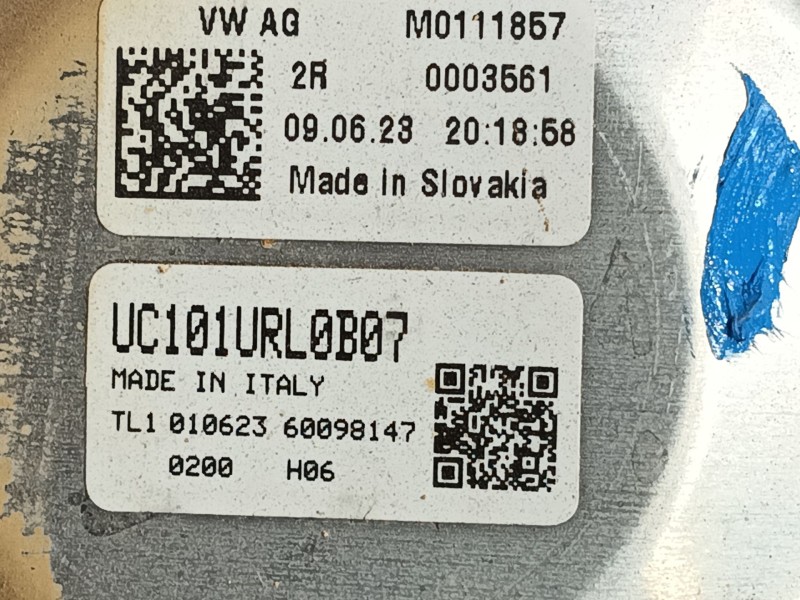 VW AG M0111857
2R 0003561
09.06.23 20:18:58
Made in Slovakia
UC101URL0B07
MADE IN ITALY
TL1 010623 60098147
0200 H06